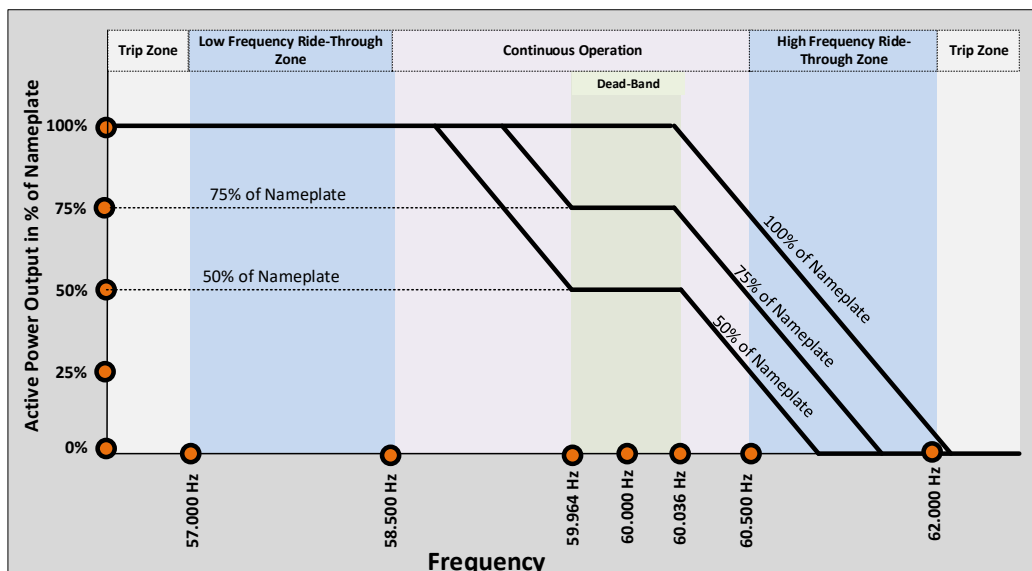 Trip Zone
Low Frequency Ride-Through
Zone
Continuous Operation
High Frequency Ride-
Through Zone
Trip Zone
Dead-Band
Active Power Output in % of Nameplate
100%
75%
50%
25%
0%
75% of Nameplate
50% of Nameplate
100% of Nameplate
75% of Nameplate
50% of Nameplate
57.000 Hz
58.500 Hz
59.964 Hz
60.000 Hz
60.036 Hz
60.500 Hz
62.000 Hz
Frequency